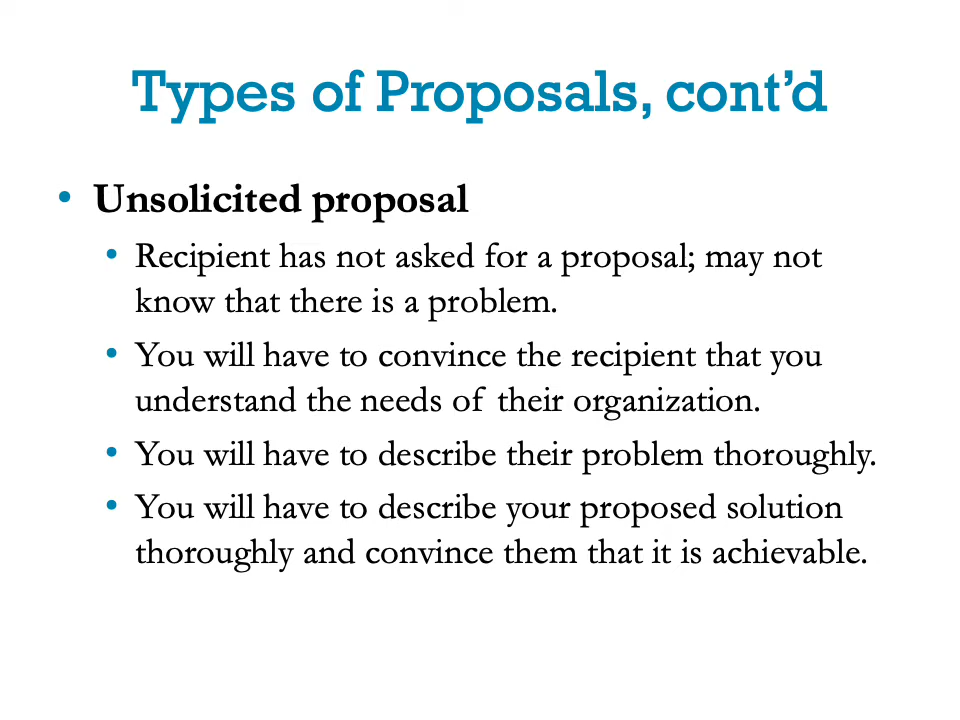 Types of Proposals, cont’d
• Unsolicited proposal
• Recipient has not asked for a proposal; may not
know that there is a problem.
• You will have to convince the recipient that you
understand the needs of their organization.
• You will have to describe their problem thoroughly.
• You will have to describe your proposed solution
thoroughly and convince them that it is achievable.